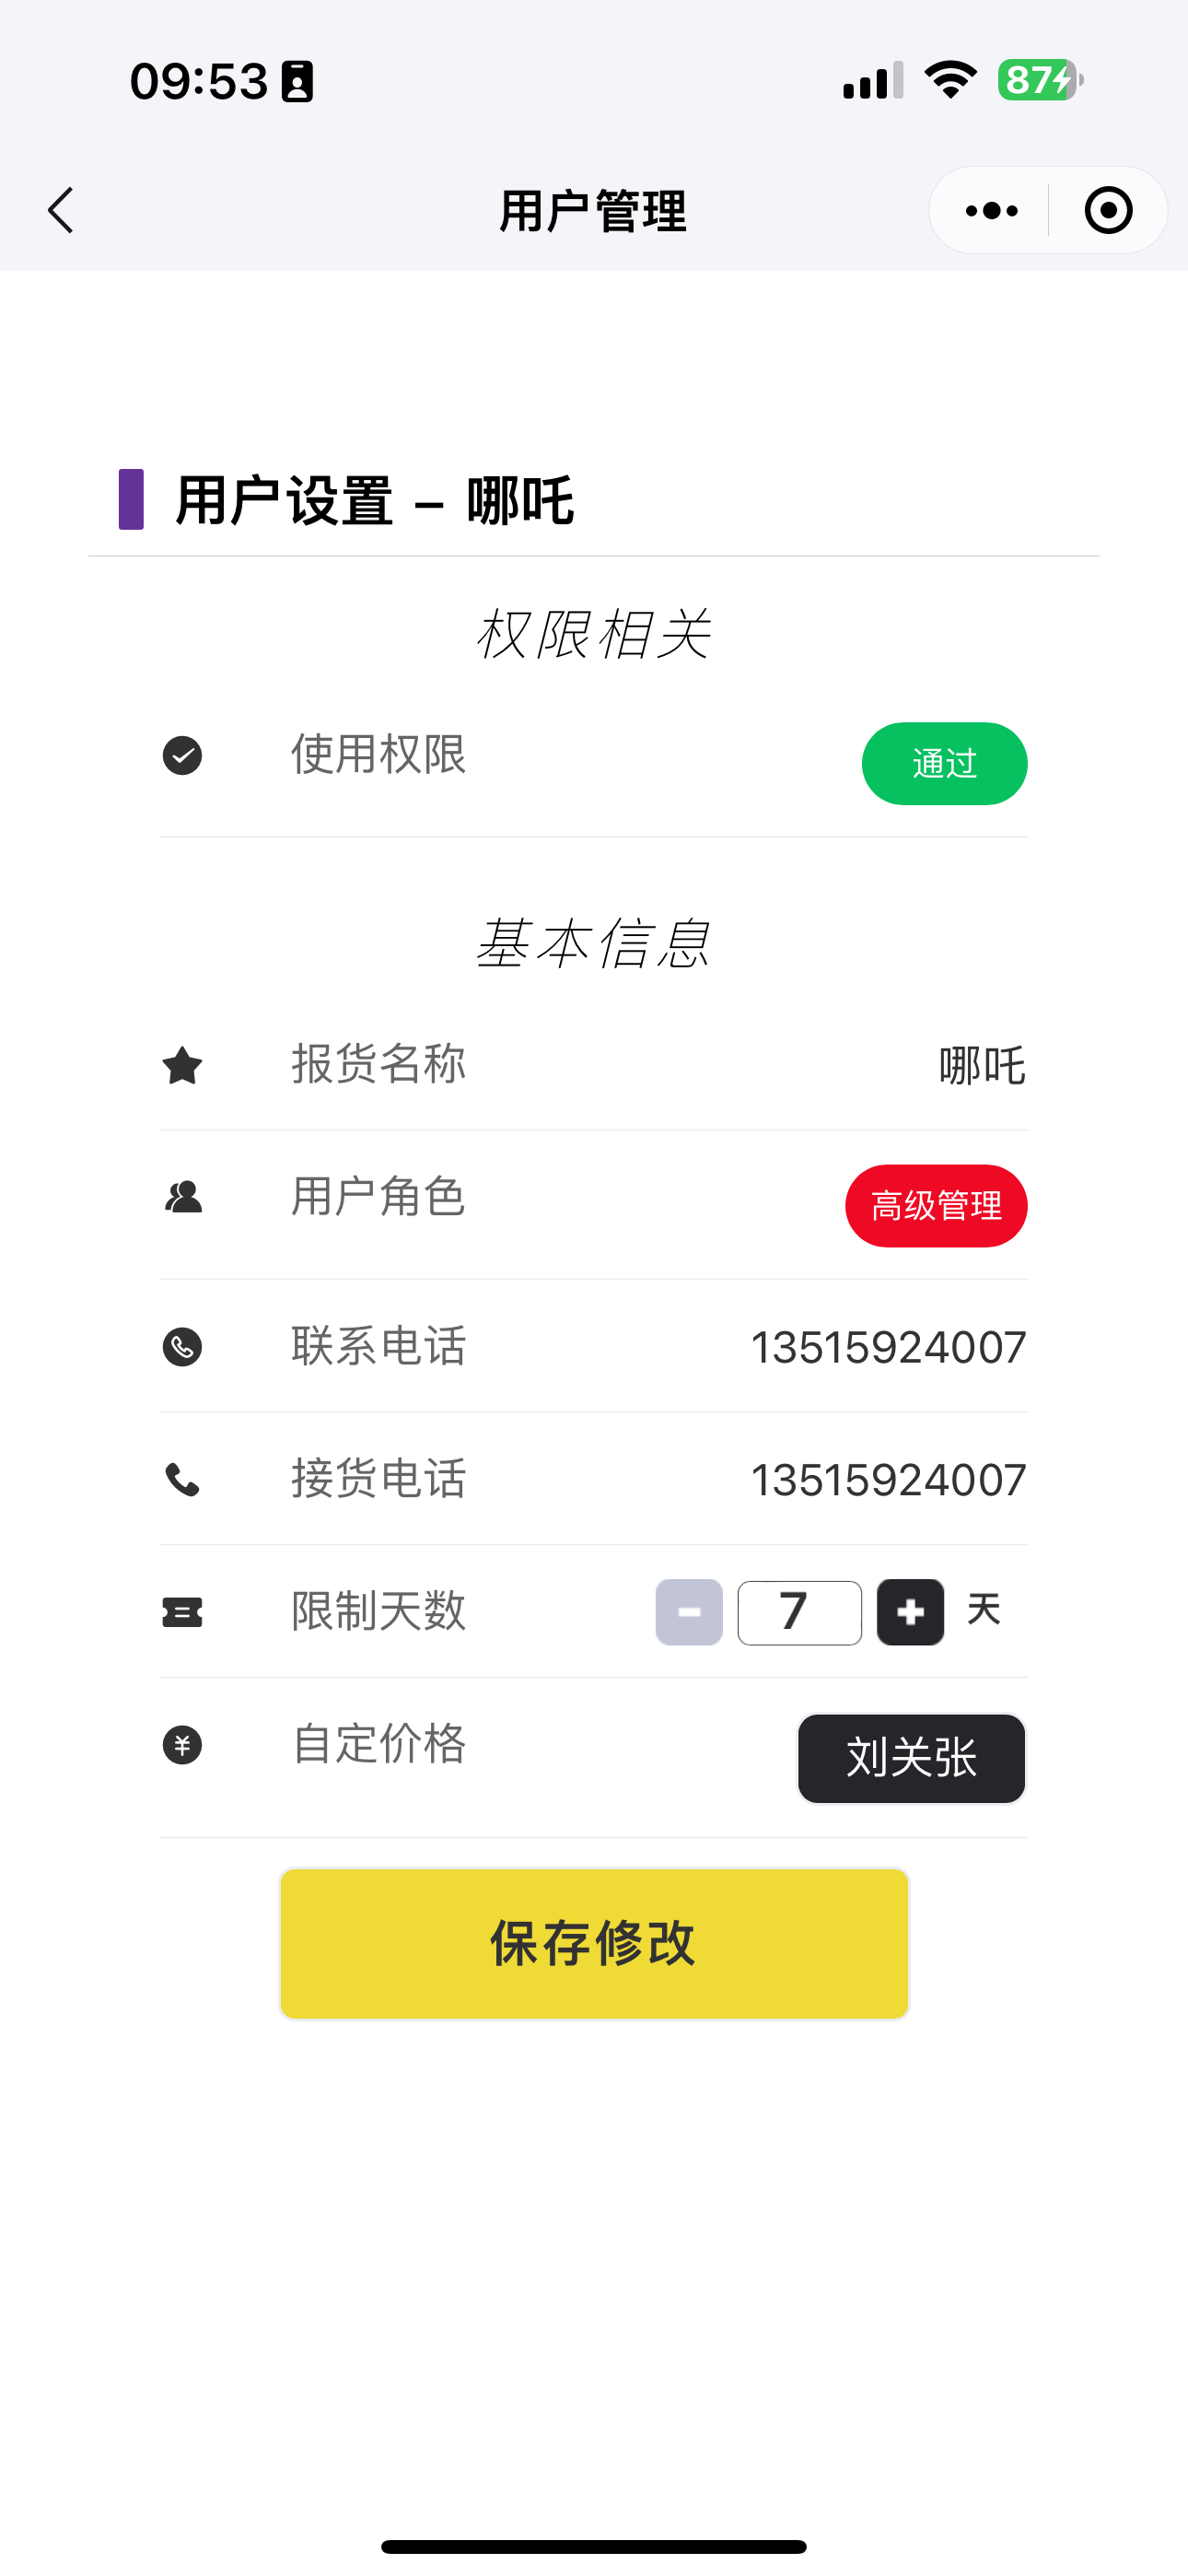 09:53
87
用户管理
用户设置 – 哪吒
权限相关
使用权限 通过
基本信息
报货名称 哪吒
用户角色 高级管理
联系电话 13515924007
接货电话 13515924007
限制天数 - 7 + 天
自定价格 刘关张
保存修改